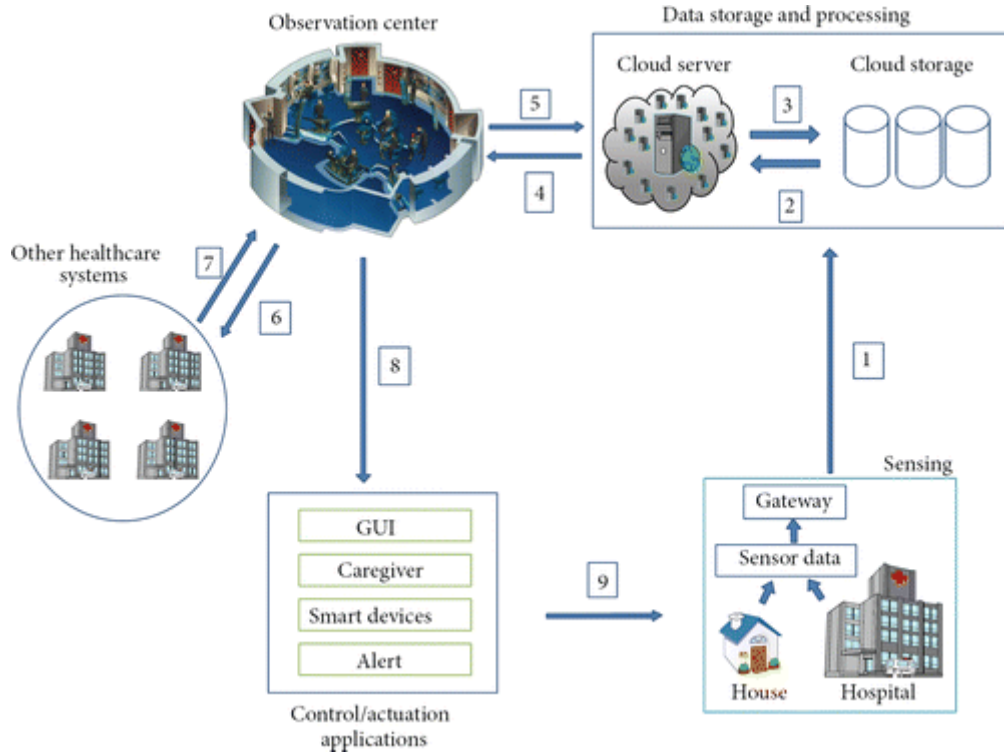 Observation center
Data storage and processing
Cloud server
Cloud storage
5
3
4
2
Other healthcare
systems
7
6
8
1
Sensing
Gateway
Sensor data
House
Hospital
GUI
Caregiver
Smart devices
Alert
9
Control/actuation
applications